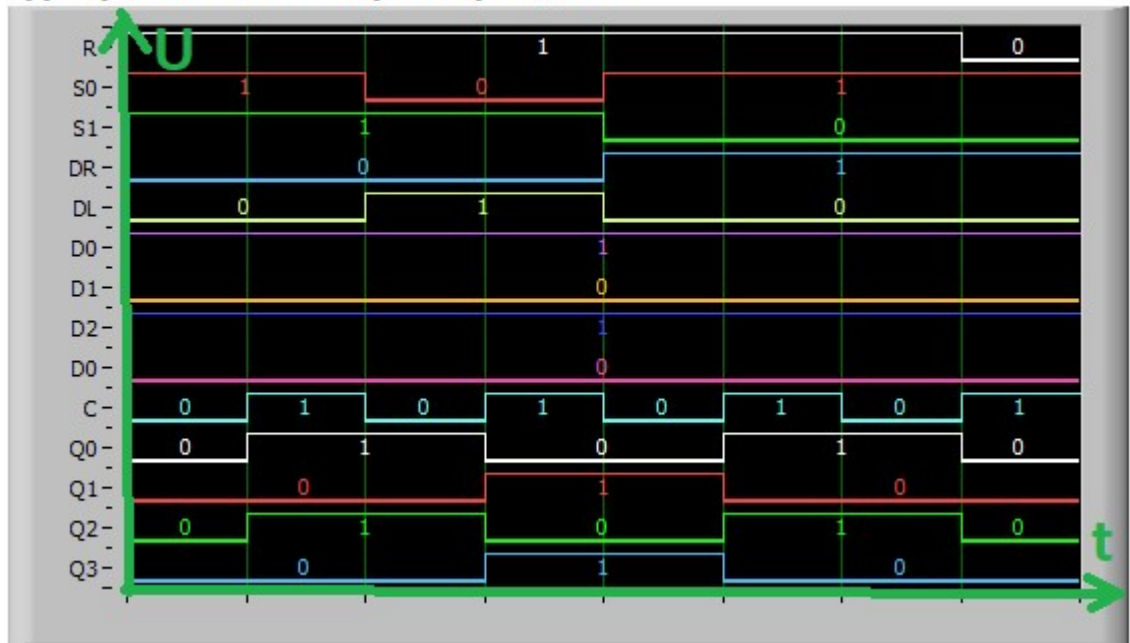 U
R 1 0
S0 1 0 1
S1 1 0
DR 0 1
DL 0 1 0
D0 1
D1 0
D2 1
D0 0
C 0 1 0 1 0 1 0 1
Q0 0 1 0 1 0
Q1 0 1 0
Q2 0 1 0 1 0
Q3 0 1 0
t